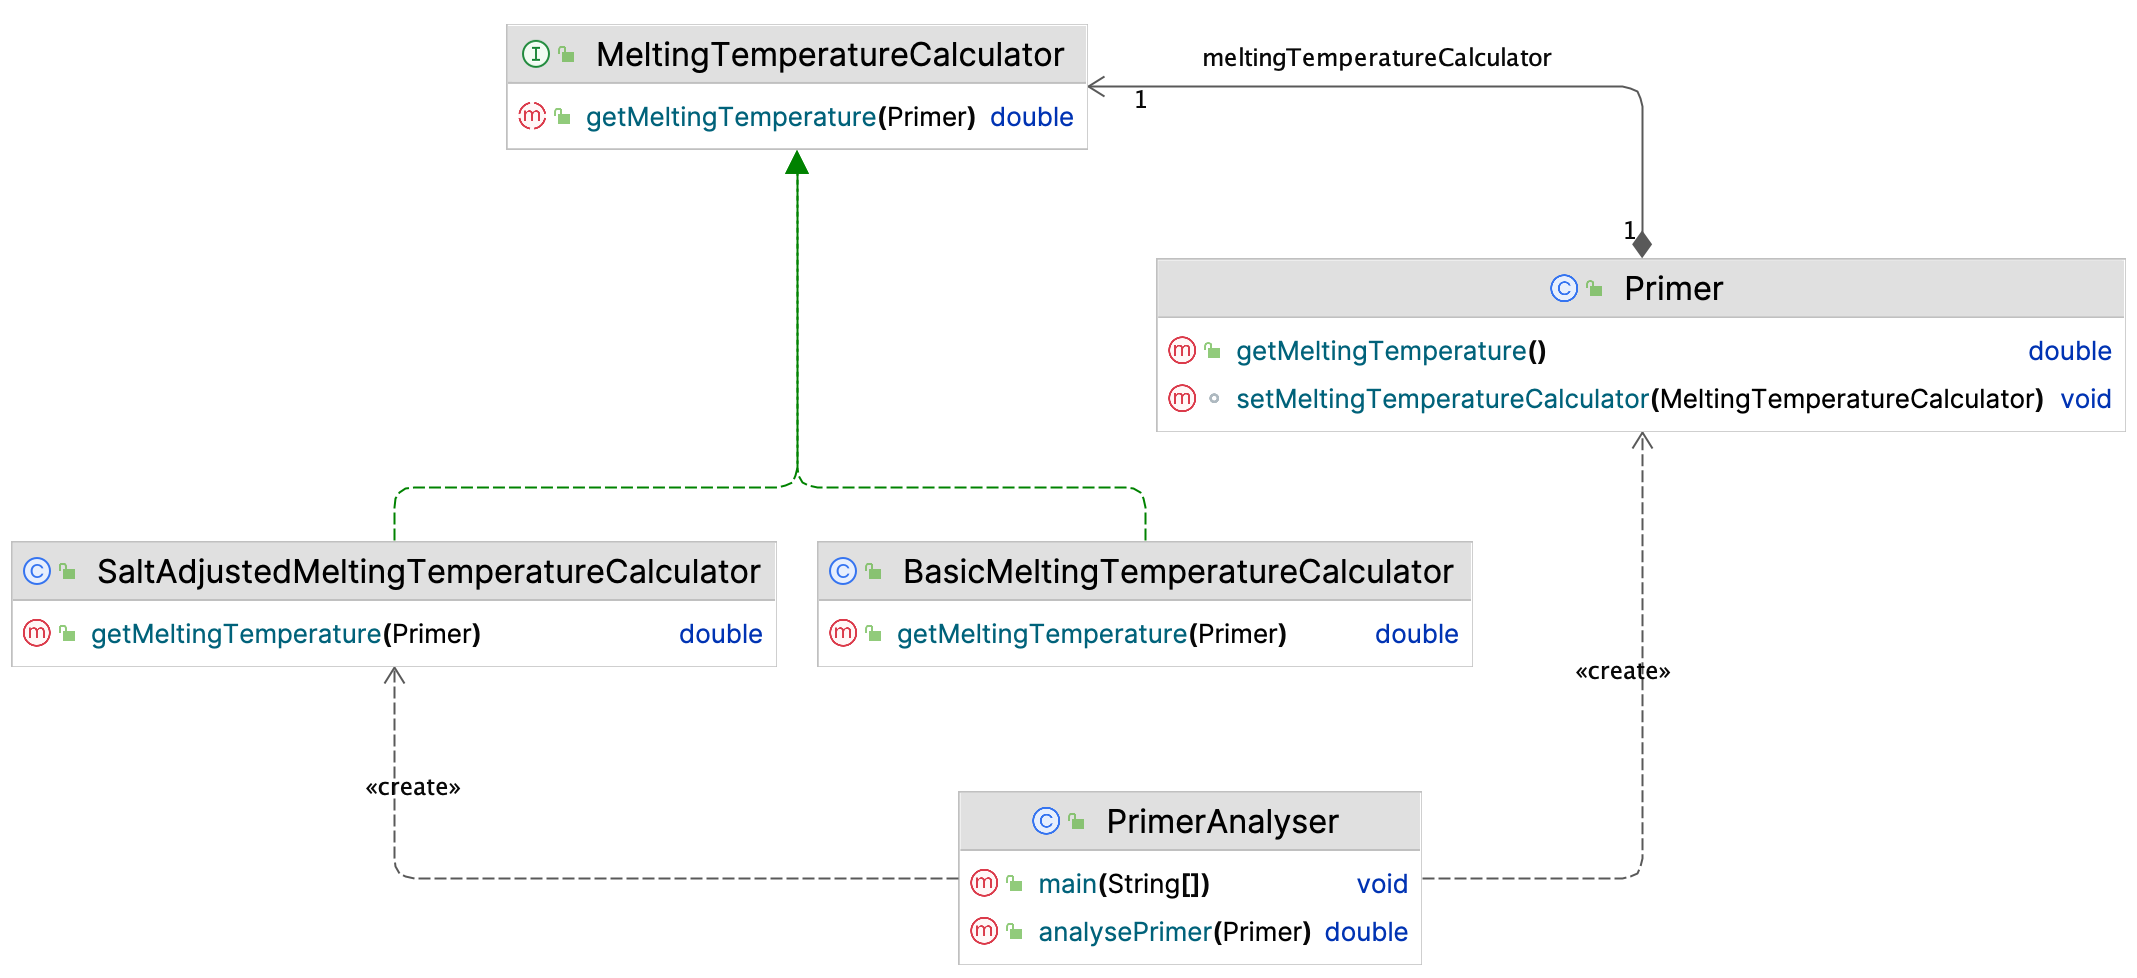 I MeltingTemperatureCalculator
m getMeltingTemperature(Primer) double
meltingTemperatureCalculator
1
1
C Primer
m getMeltingTemperature() double
m setMeltingTemperatureCalculator(MeltingTemperatureCalculator) void
C SaltAdjustedMeltingTemperatureCalculator
m getMeltingTemperature(Primer) double
C BasicMeltingTemperatureCalculator
m getMeltingTemperature(Primer) double
«create»
«create»
C PrimerAnalyser
m main(String[]) void
m analysePrimer(Primer) double